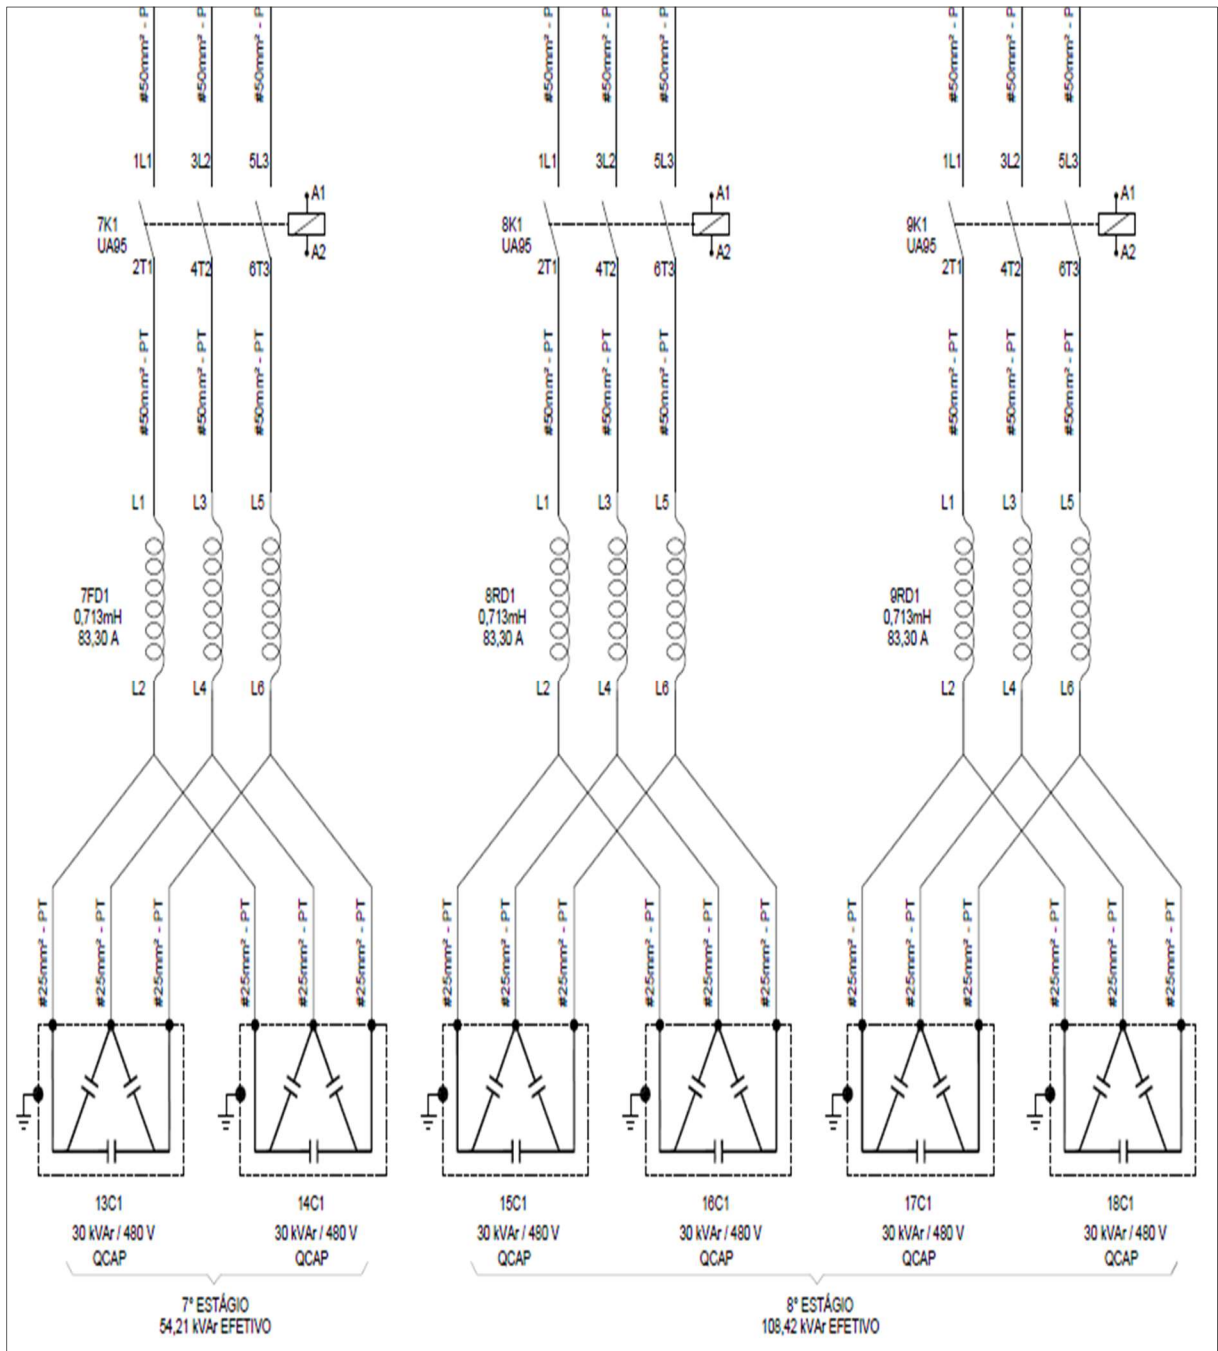 #50mm² - P #50mm² - P #50mm² - P #50mm² - P #50mm² - P #50mm² - P #50mm² - P #50mm² - P #50mm² - P
1L1 3L2 5L3 1L1 3L2 5L3 1L1 3L2 5L3
A1 A1 A1
7K1 8K1 9K1
UA95 UA95 UA95
A2 A2 A2
2T1 4T2 6T3 2T1 4T2 6T3 2T1 4T2 6T3
#50mm² - PT #50mm² - PT #50mm² - PT #50mm² - PT #50mm² - PT #50mm² - PT #50mm² - PT #50mm² - PT #50mm² - PT
L1 L3 L5 L1 L3 L5 L1 L3 L5
7FD1 8RD1 9RD1
0,713mH 0,713mH 0,713mH
83,30 A 83,30 A 83,30 A
L2 L4 L6 L2 L4 L6 L2 L4 L6
#25mm² - PT #25mm² - PT #25mm² - PT #25mm² - PT #25mm² - PT #25mm² - PT #25mm² - PT #25mm² - PT #25mm² - PT #25mm² - PT #25mm² - PT #25mm² - PT #25mm² - PT #25mm² - PT #25mm² - PT #25mm² - PT #25mm² - PT #25mm² - PT
13C1 14C1 15C1 16C1 17C1 18C1
30 kVAr / 480 V 30 kVAr / 480 V 30 kVAr / 480 V 30 kVAr / 480 V 30 kVAr / 480 V 30 kVAr / 480 V
QCAP QCAP QCAP QCAP QCAP QCAP
7° ESTÁGIO 8° ESTÁGIO
54,21 kVAr EFETIVO 108,42 kVAr EFETIVO